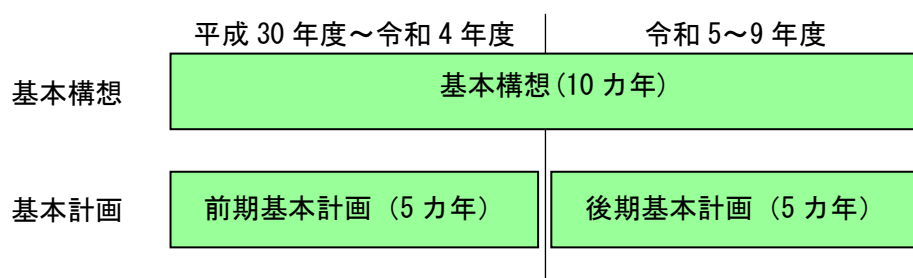 平成 30 年度～令和 4 年度
令和 5～9 年度
基本構想
基本構想(10 カ年)
基本計画
前期基本計画（5 カ年）
後期基本計画（5 カ年）